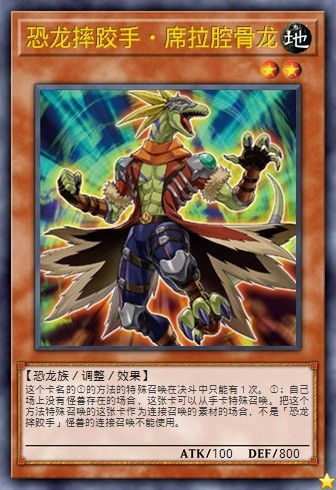 恐龙摔跤手·席拉腔骨龙
地
【恐龙族／调整／效果】
这个卡名的①的方法的特殊召唤在决斗中只能有1次。①：自己
场上没有怪兽存在的场合，这张卡可以从手卡特殊召唤。把这个
方法特殊召唤的这张卡作为连接召唤的素材的场合，不是「恐龙
摔跤手」怪兽的连接召唤不能使用。
ATK/100 DEF/800